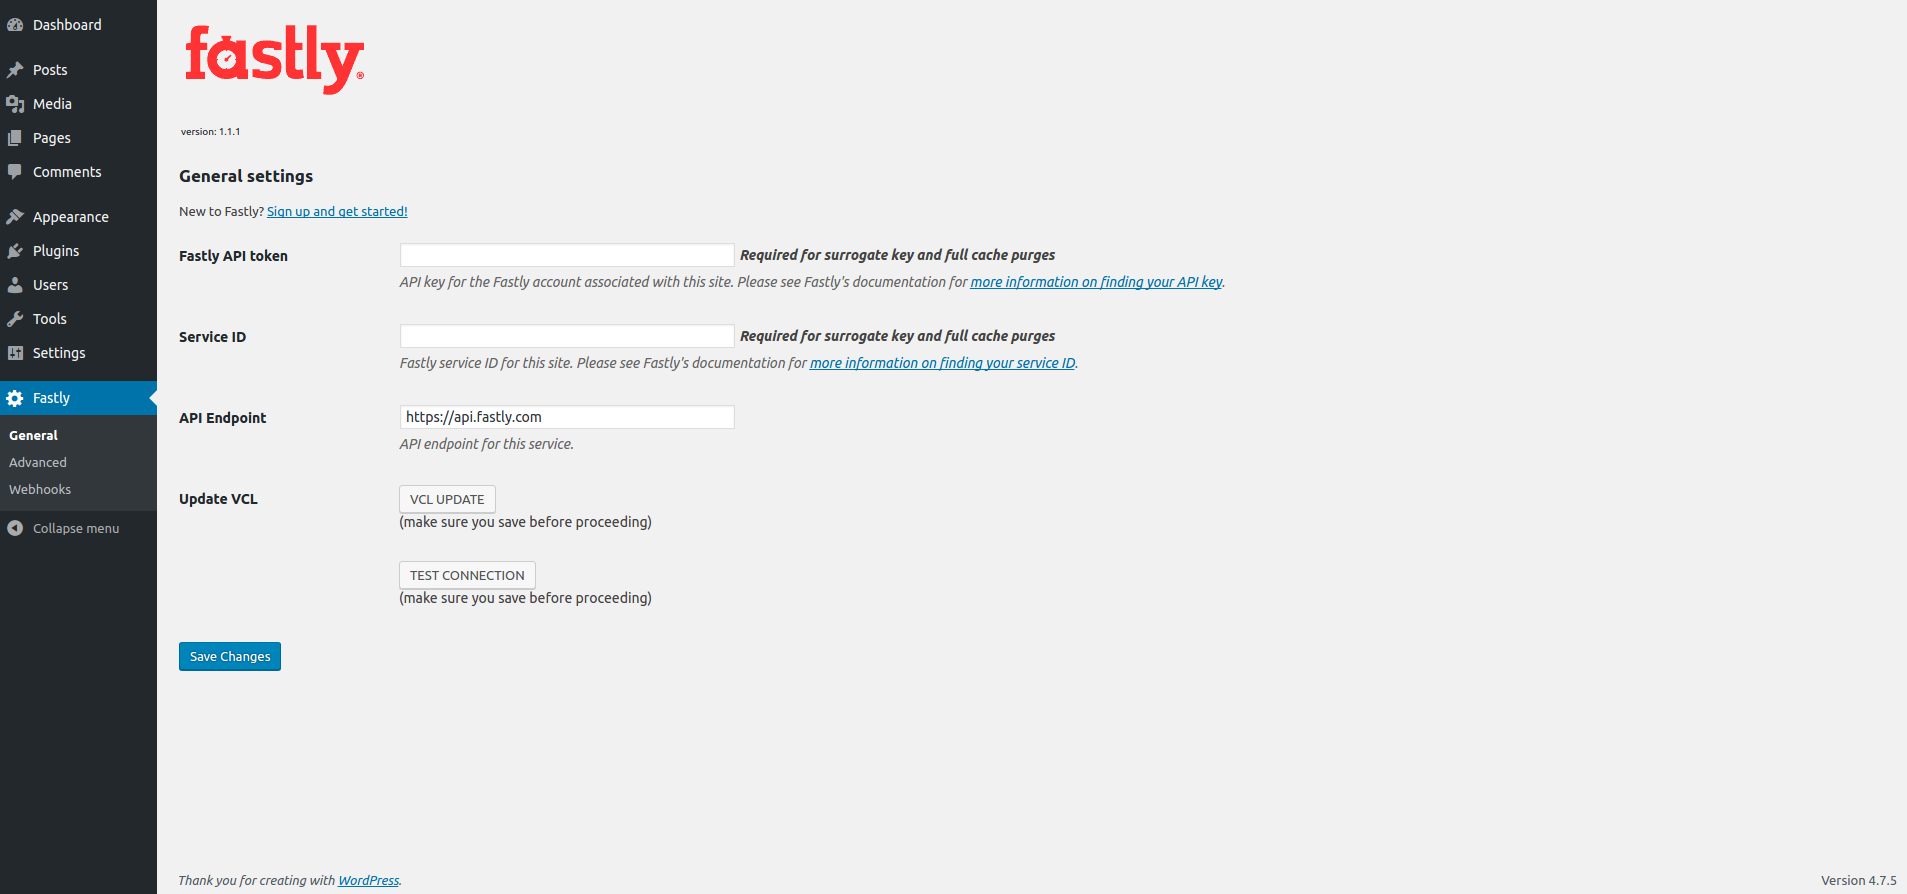 Dashboard
Posts
Media
Pages
Comments
Appearance
Plugins
Users
Tools
Settings
Fastly
General
Advanced
Webhooks
Collapse menu
fastly®
version: 1.1.1
General settings
New to Fastly? Sign up and get started!
Fastly API token
Required for surrogate key and full cache purges
API key for the Fastly account associated with this site. Please see Fastly's documentation for more information on finding your API key.
Service ID
Required for surrogate key and full cache purges
Fastly service ID for this site. Please see Fastly's documentation for more information on finding your service ID.
API Endpoint
https://api.fastly.com
API endpoint for this service.
Update VCL
VCL UPDATE
(make sure you save before proceeding)
TEST CONNECTION
(make sure you save before proceeding)
Save Changes
Thank you for creating with WordPress.
Version 4.7.5